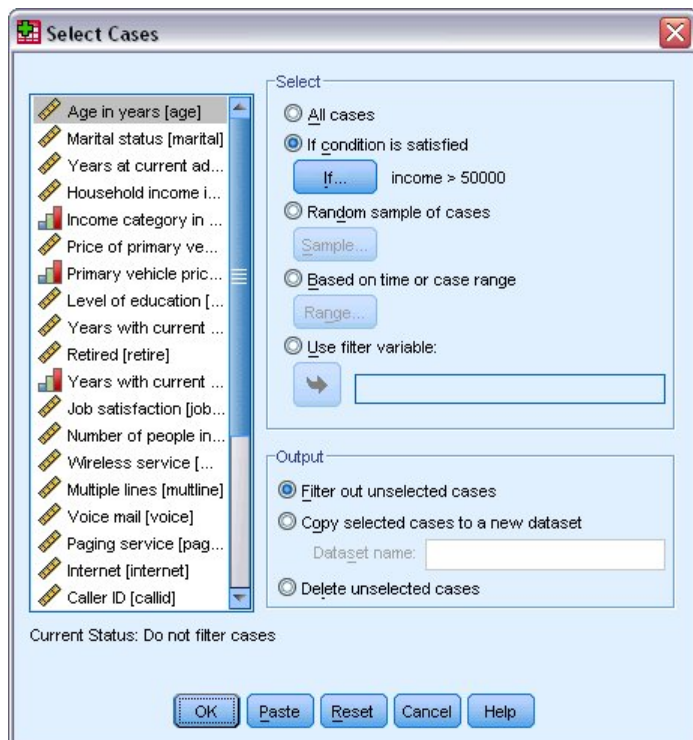 Select Cases
Age in years [age]
Marital status [marital]
Years at current ad...
Household income i...
Income category in ...
Price of primary ve...
Primary vehicle pric...
Level of education [...
Years with current ...
Retired [retire]
Years with current ...
Job satisfaction [job...
Number of people in...
Wireless service [...
Multiple lines [multline]
Voice mail [voice]
Paging service [pag...
Internet [internet]
Caller ID [callid]
Current Status: Do not filter cases
Select
All cases
If condition is satisfied
If... income > 50000
Random sample of cases
Sample...
Based on time or case range
Range...
Use filter variable:
Output
Filter out unselected cases
Copy selected cases to a new dataset
Dataset name:
Delete unselected cases
OK Paste Reset Cancel Help